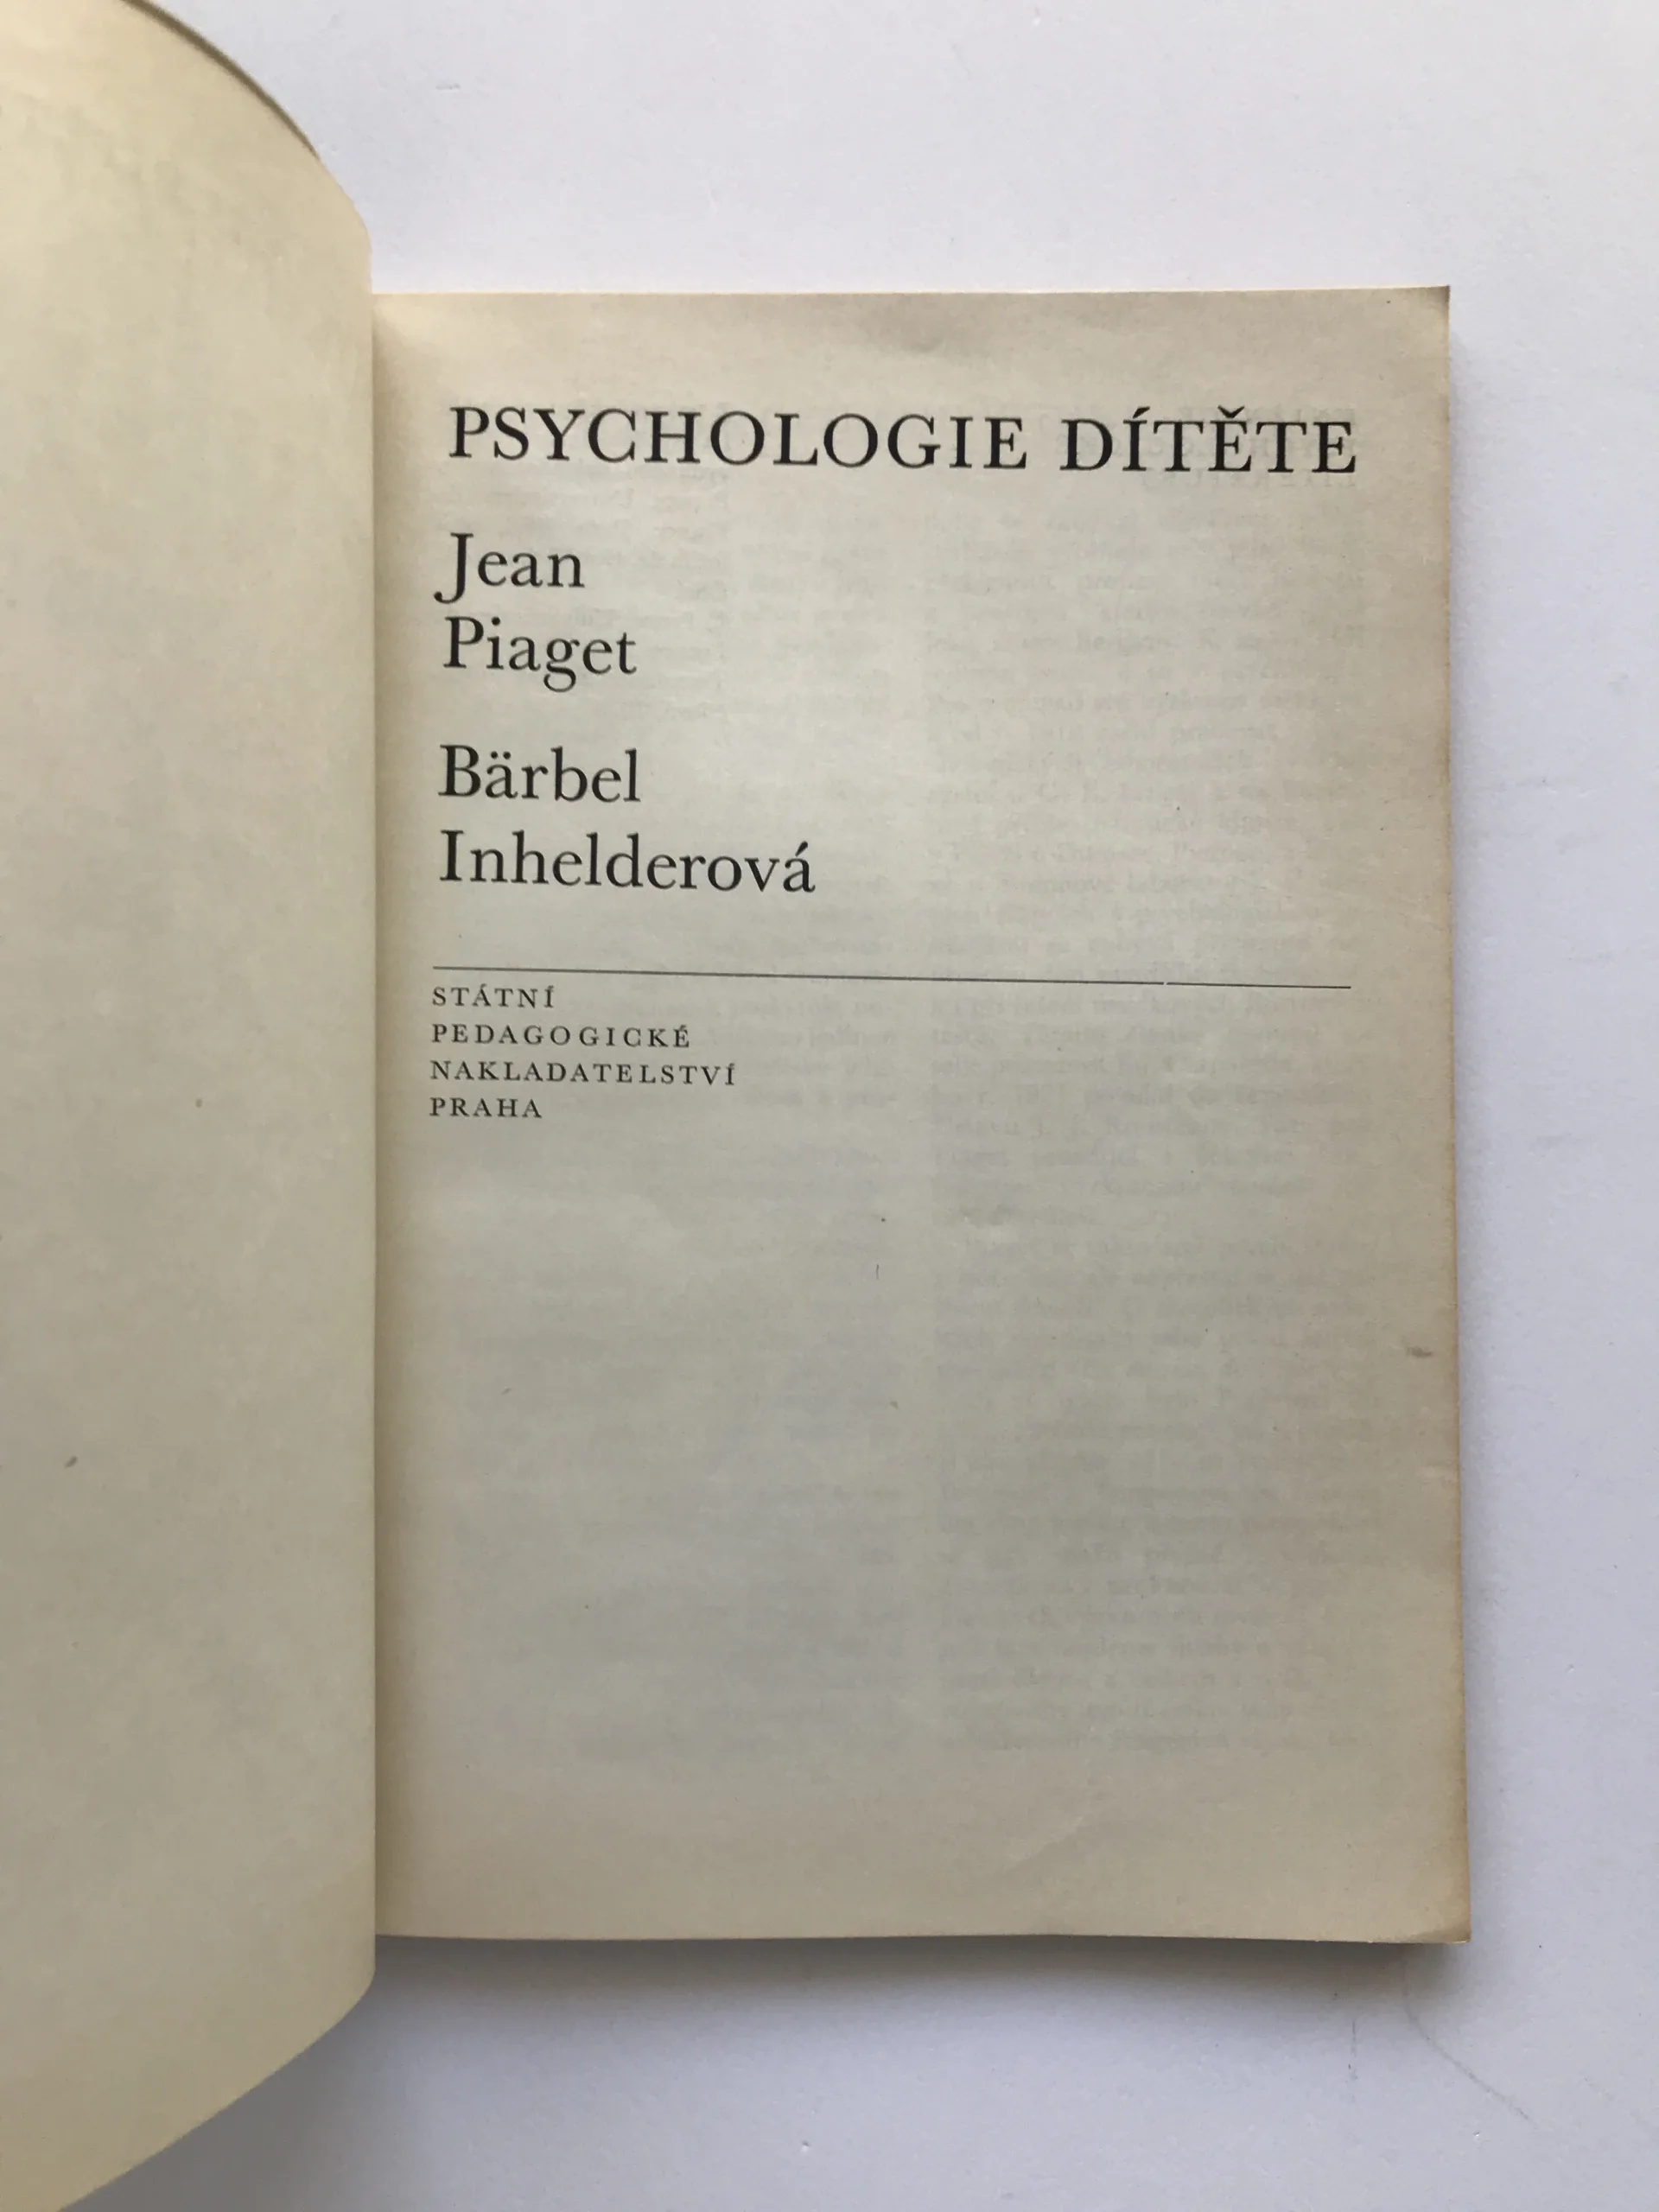 PSYCHOLOGIE DÍTĚTE
Jean
Piaget
Bärbel
Inhelderová
STÁTNÍ
PEDAGOGICKÉ
NAKLADATELSTVÍ
PRAHA